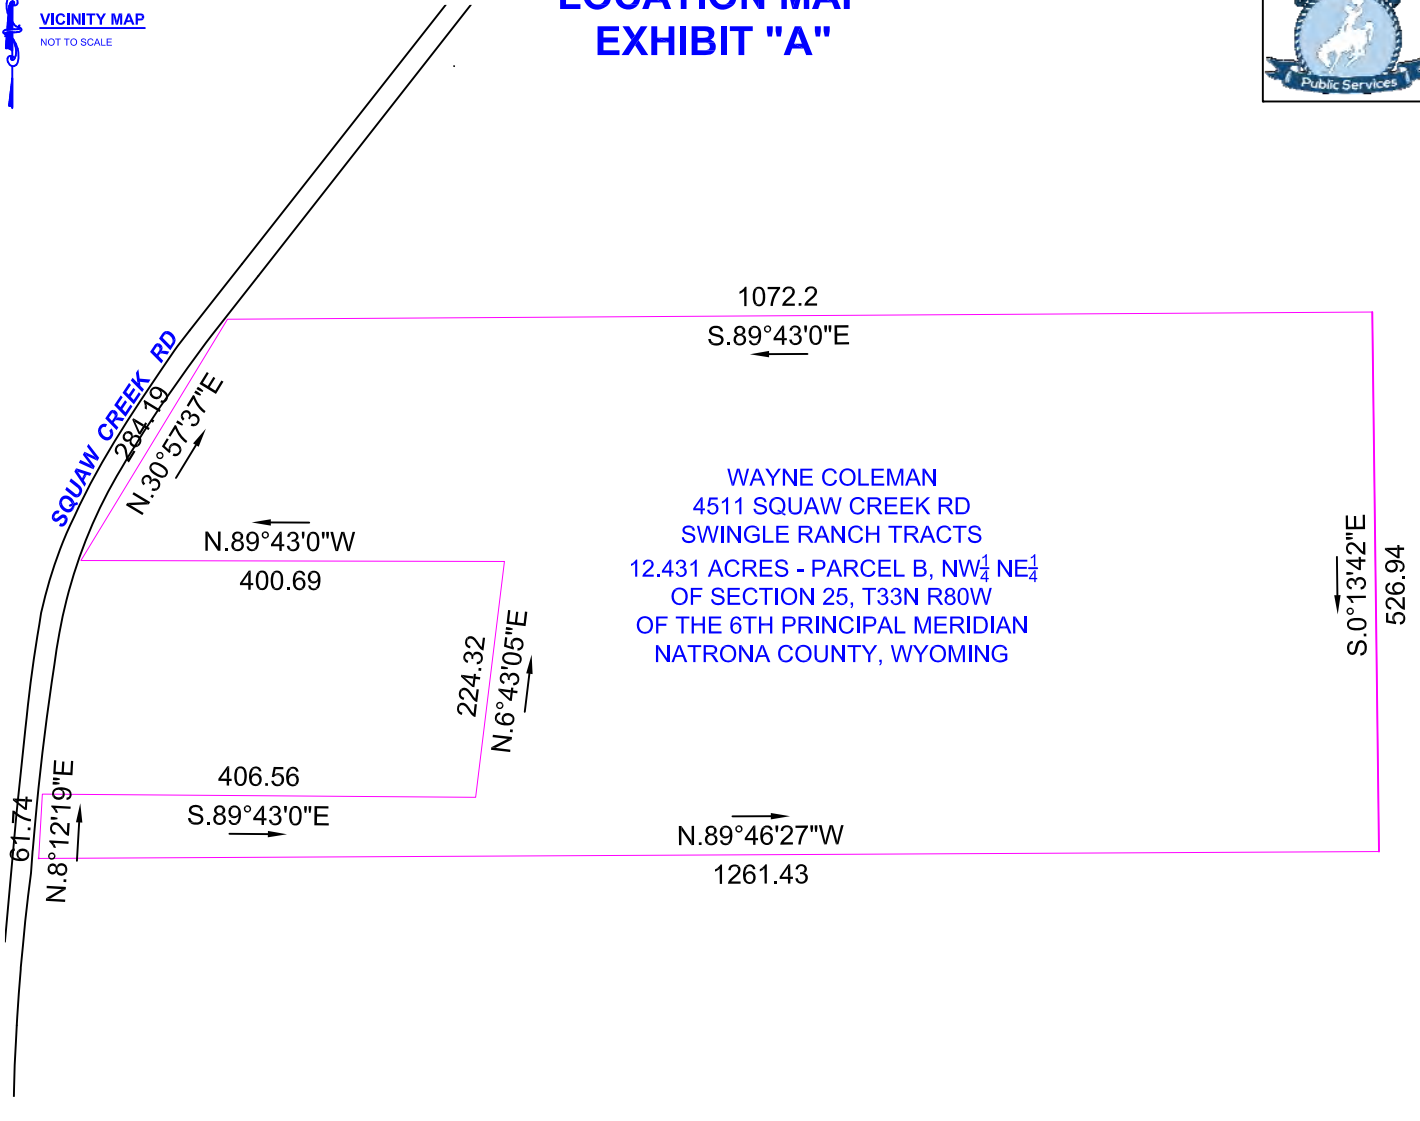 LOCATION MAP
EXHIBIT "A"
VICINITY MAP
NOT TO SCALE
Public Services
1072.2
S.89°43'0"E
SQUAW CREEK RD
284.19
N.30°57'37"E
N.89°43'0"W
400.69
WAYNE COLEMAN
4511 SQUAW CREEK RD
SWINGLE RANCH TRACTS
12.431 ACRES - PARCEL B, NW1/4 NE1/4
OF SECTION 25, T33N R80W
OF THE 6TH PRINCIPAL MERIDIAN
NATRONA COUNTY, WYOMING
S.0°13'42"E
526.94
224.32
N.6°43'05"E
406.56
S.89°43'0"E
61.74
N.8°12'19"E
N.89°46'27"W
1261.43